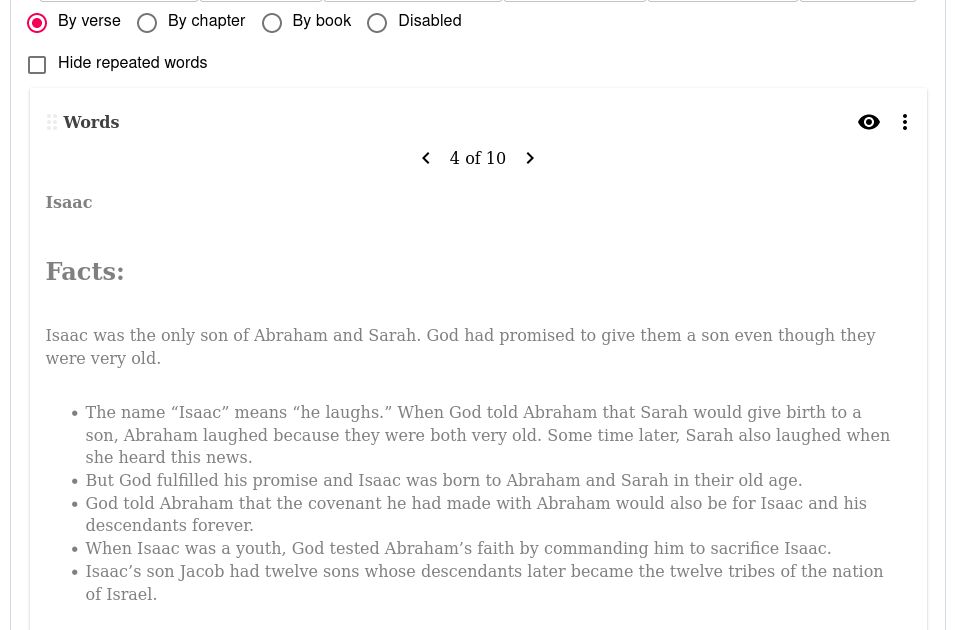 By verse By chapter By book Disabled
Hide repeated words
Words
4 of 10
Isaac
Facts:
Isaac was the only son of Abraham and Sarah. God had promised to give them a son even though they
were very old.
• The name “Isaac” means “he laughs.” When God told Abraham that Sarah would give birth to a
son, Abraham laughed because they were both very old. Some time later, Sarah also laughed when
she heard this news.
• But God fulfilled his promise and Isaac was born to Abraham and Sarah in their old age.
• God told Abraham that the covenant he had made with Abraham would also be for Isaac and his
descendants forever.
• When Isaac was a youth, God tested Abraham’s faith by commanding him to sacrifice Isaac.
• Isaac’s son Jacob had twelve sons whose descendants later became the twelve tribes of the nation
of Israel.